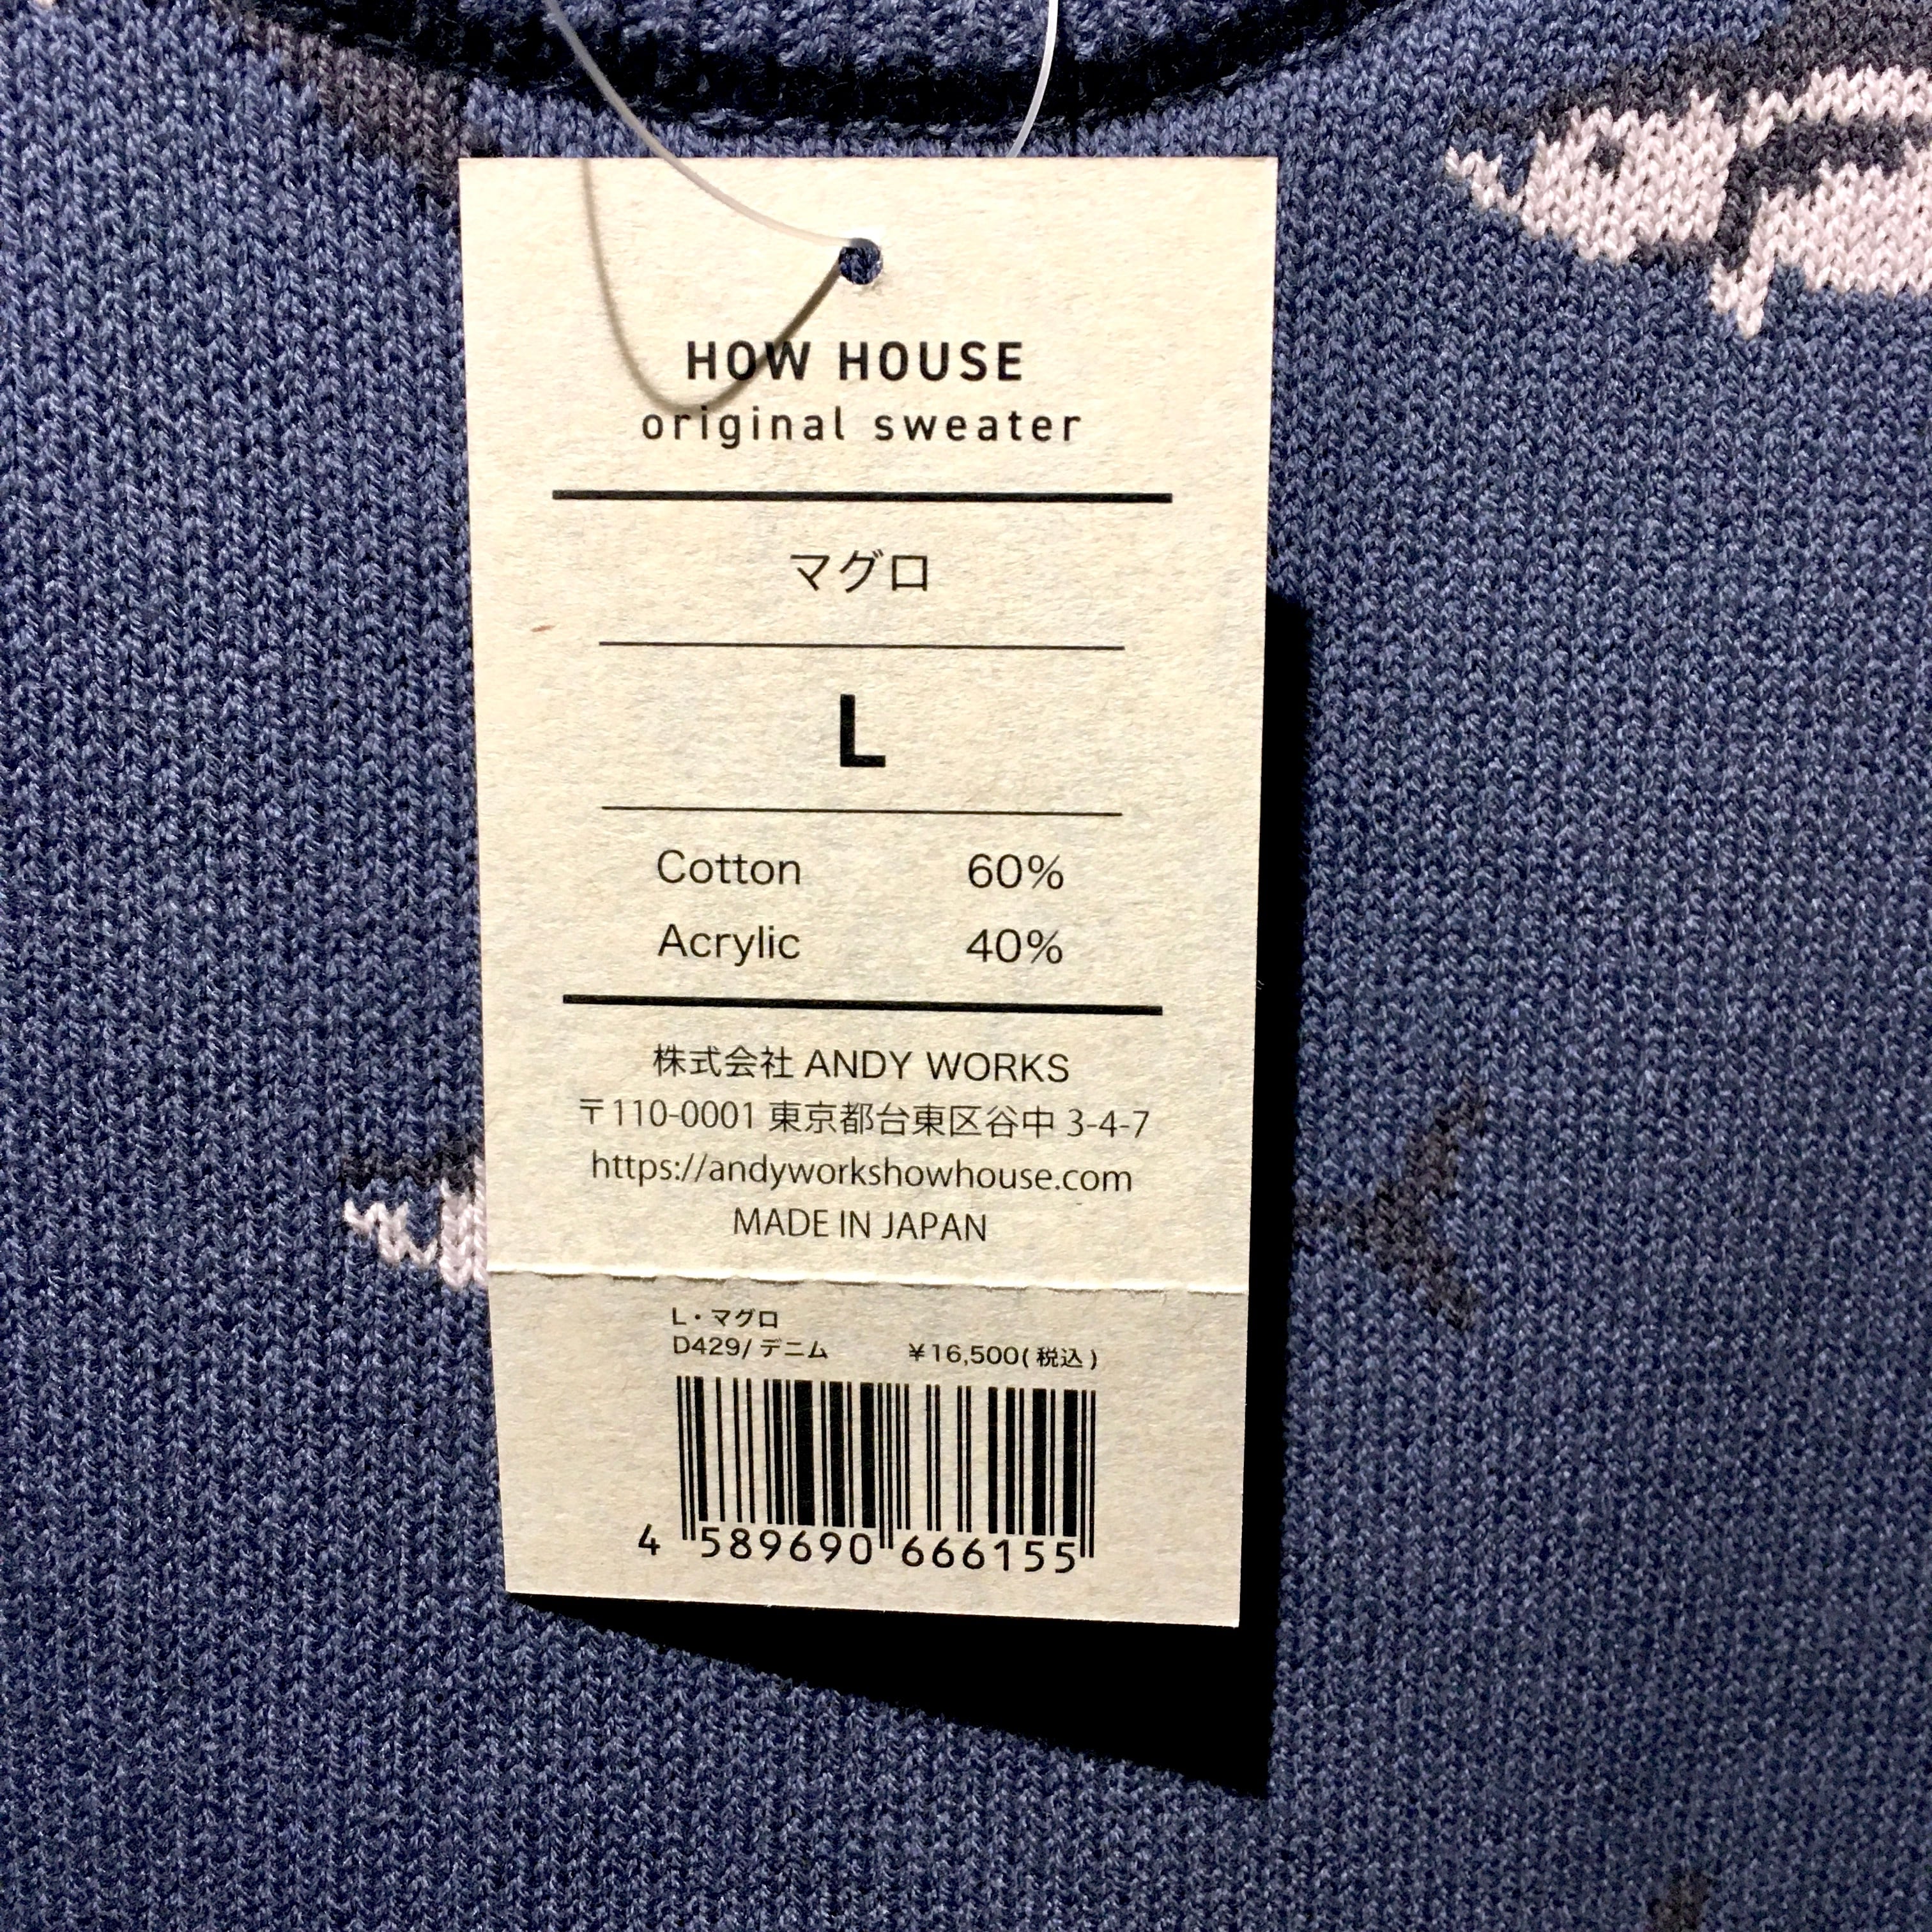 HOW HOUSE
original sweater
マグロ
L
Cotton 60%
Acrylic 40%
株式会社 ANDY WORKS
〒110-0001 東京都台東区谷中 3-4-7
https://andyworkshowhouse.com
MADE IN JAPAN
L・マグロ
D429/デニム ¥16,500(税込)
4 589690 666155